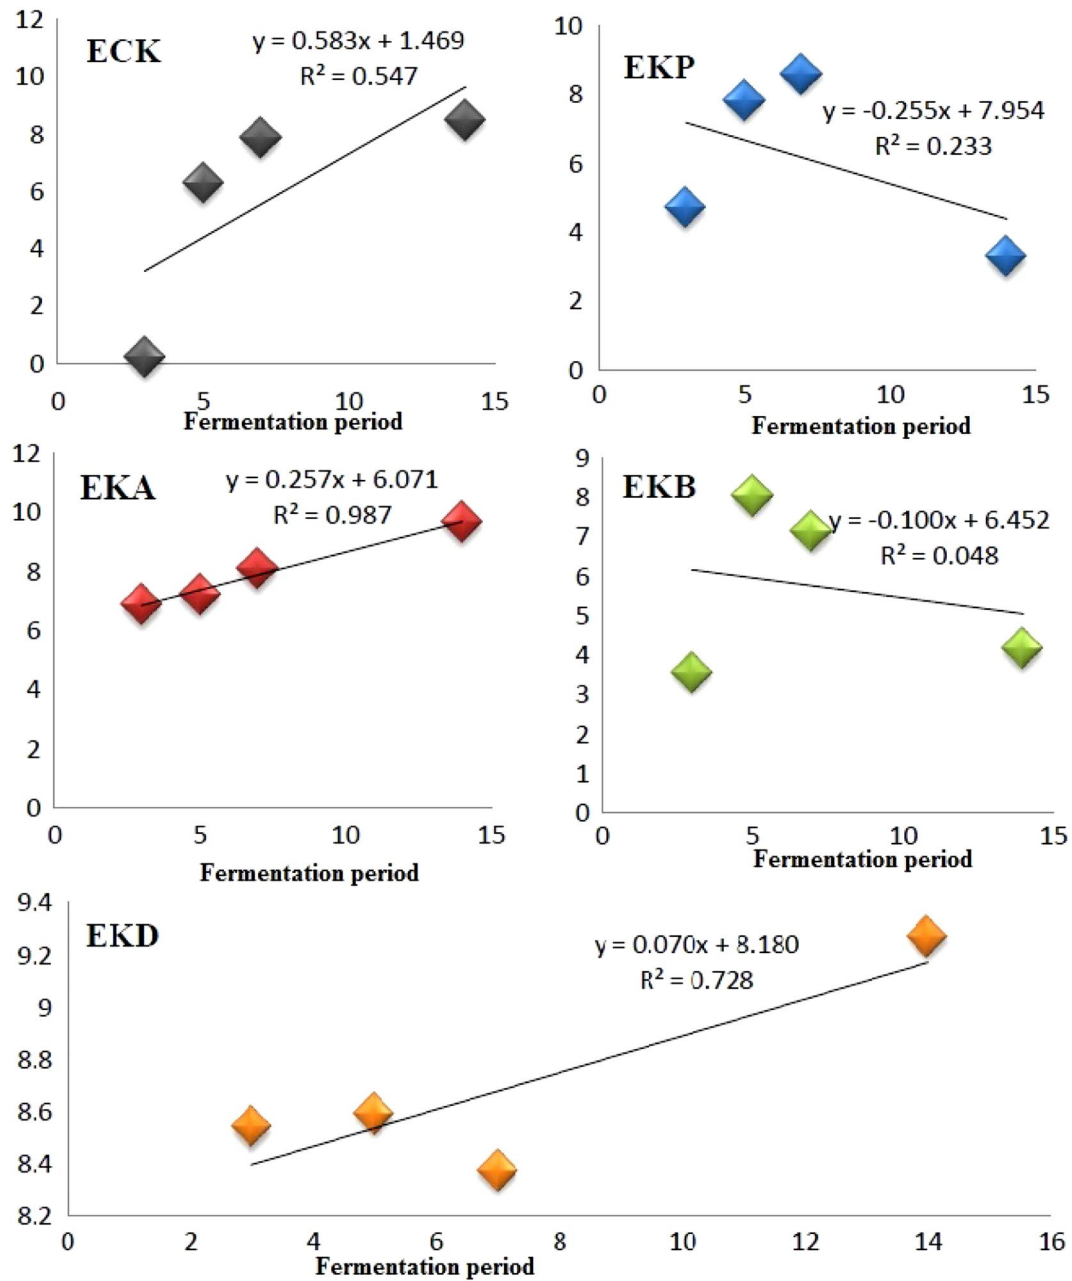 ECK
y = 0.583x + 1.469
R² = 0.547
12
10
8
6
4
2
0
0 5 10 15
Fermentation period
EKP
y = -0.255x + 7.954
R² = 0.233
10
8
6
4
2
0
0 5 10 15
Fermentation period
EKA
y = 0.257x + 6.071
R² = 0.987
12
10
8
6
4
2
0
0 5 10 15
Fermentation period
EKB
y = -0.100x + 6.452
R² = 0.048
9
8
7
6
5
4
3
2
1
0
0 5 10 15
Fermentation period
EKD
y = 0.070x + 8.180
R² = 0.728
9.4
9.2
9
8.8
8.6
8.4
8.2
0 2 4 6 8 10 12 14 16
Fermentation period